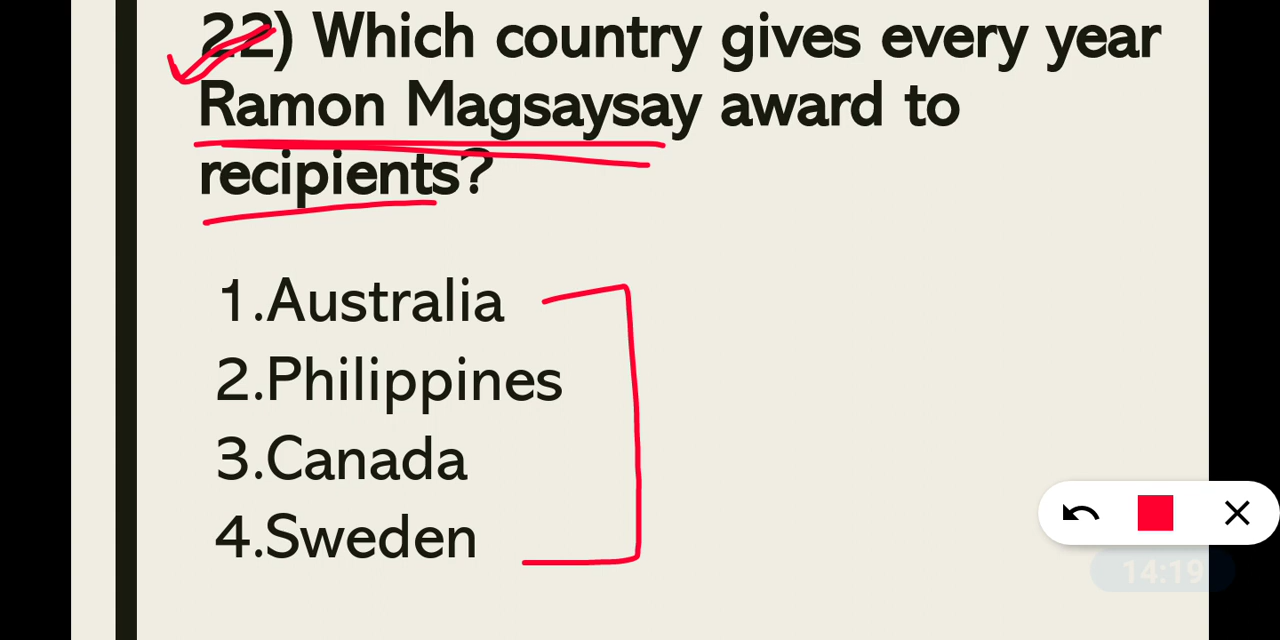 22) Which country gives every year
Ramon Magsaysay award to
recipients?
1.Australia
2.Philippines
3.Canada
4.Sweden
14:19